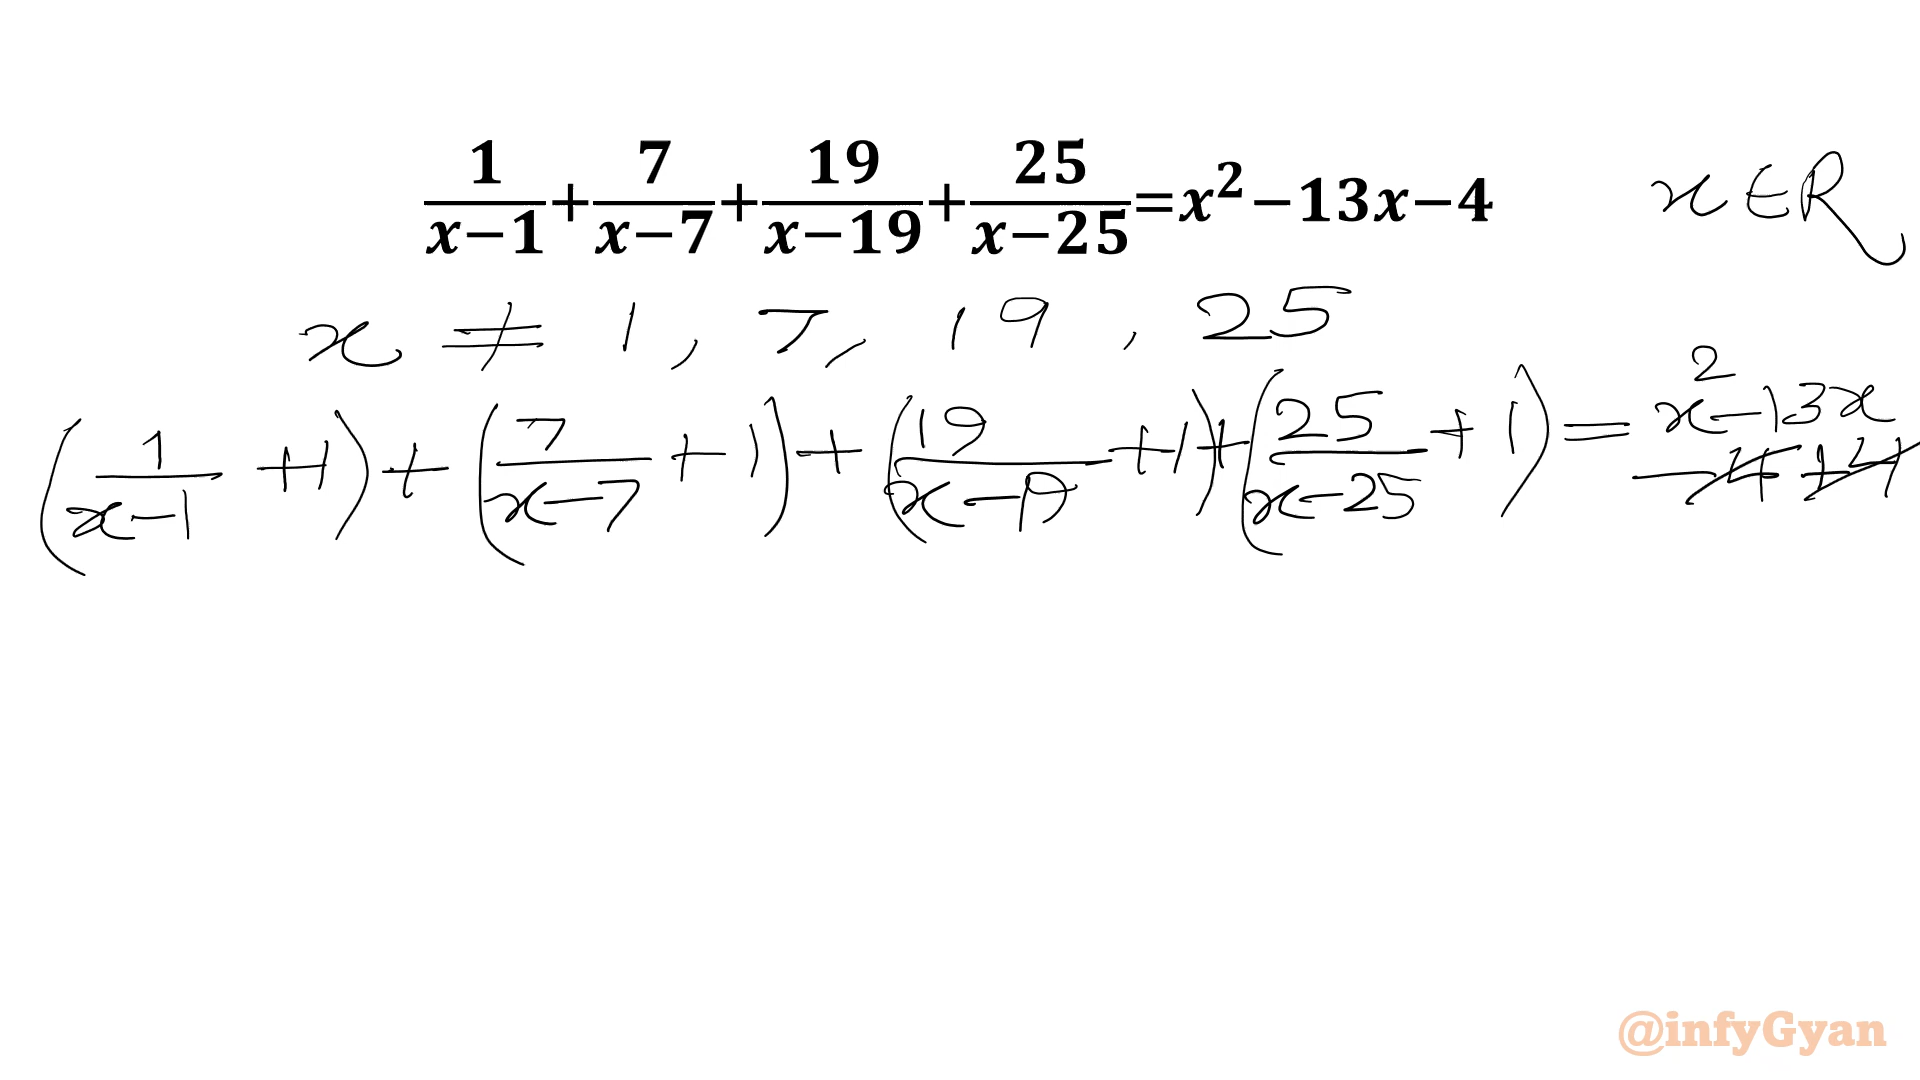 1/(x−1) + 7/(x−7) + 19/(x−19) + 25/(x−25) = x² − 13x − 4 x ∈ R
x ≠ 1, 7, 19, 25
(1/(x−1) + 1) + (7/(x−7) + 1) + (19/(x−19) + 1) + (25/(x−25) + 1) = x² − 13x
− 4 + 4
@infyGyan